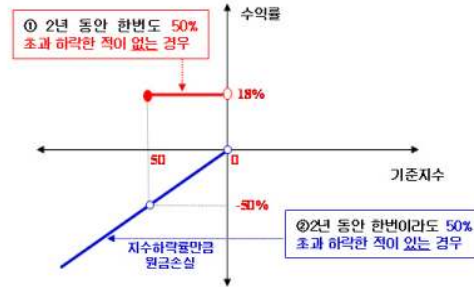 수익률
① 2년 동안 한번도 50%
초과 하락한 적이 없는 경우
18%
50
0
기준지수
-50%
②2년 동안 한번이라도 50%
초과 하락한 적이 있는 경우
지수하락률만큼
원금손실